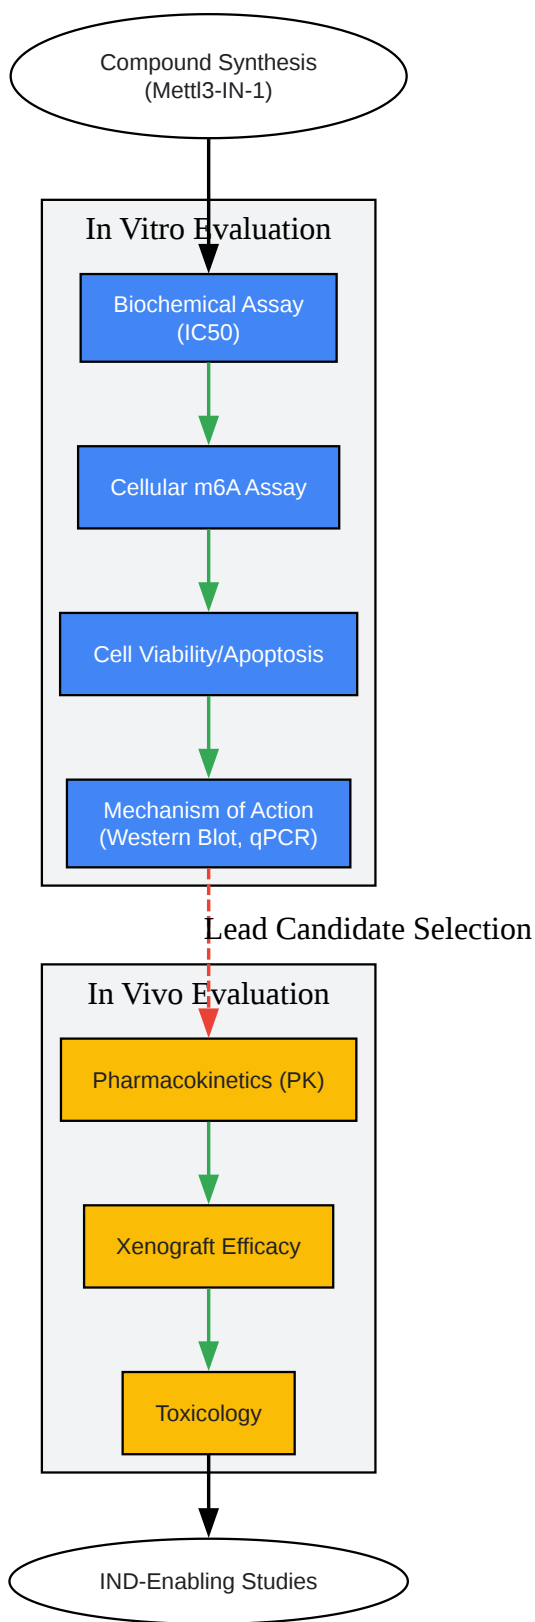 Compound Synthesis
(Mettl3-IN-1)
In Vitro Evaluation
Biochemical Assay
(IC50)
Cellular m6A Assay
Cell Viability/Apoptosis
Mechanism of Action
(Western Blot, qPCR)
Lead Candidate Selection
In Vivo Evaluation
Pharmacokinetics (PK)
Xenograft Efficacy
Toxicology
IND-Enabling Studies